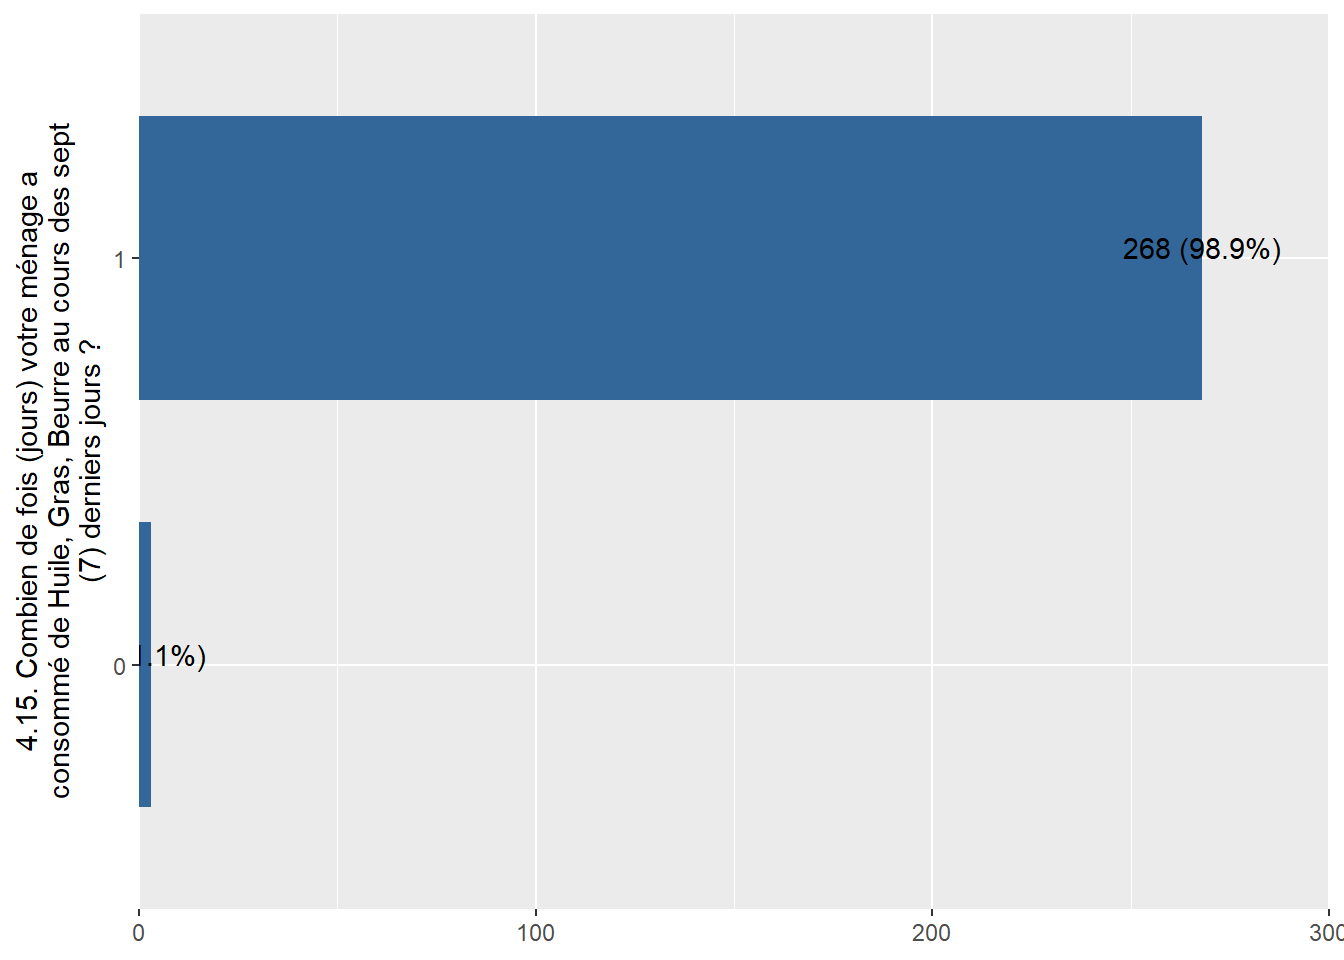 4.15. Combien de fois (jours) votre ménage a
consommé de Huile, Gras, Beurre au cours des sept
(7) derniers jours ?
1
268 (98.9%)
0
.1%)
0
100
200
300